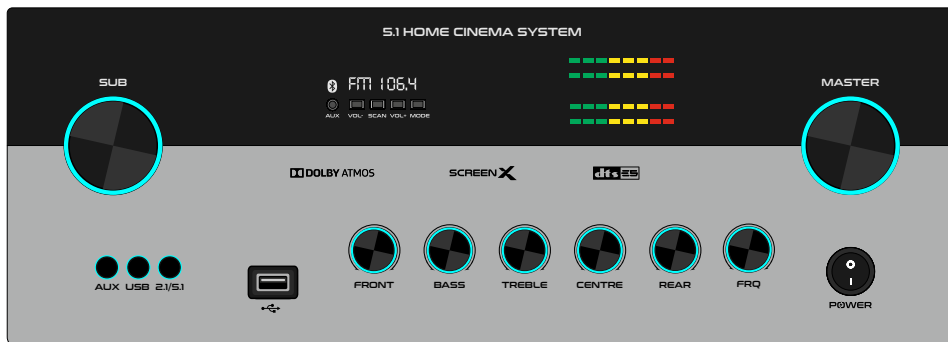 5.1 HOME CINEMA SYSTEM
SUB
MASTER
FM 106.4
AUX VOL- SCAN VOL+ MODE
DOLBY ATMOS
SCREEN X
dts ES
AUX USB 2.1/5.1
FRONT BASS TREBLE CENTRE REAR FRQ
POWER